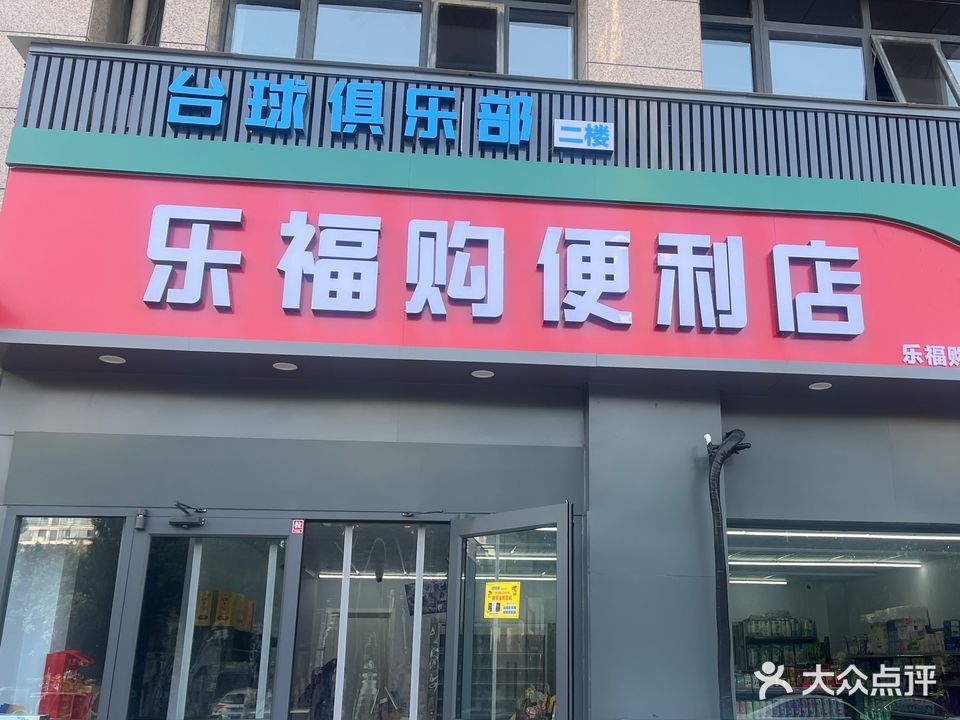 台球俱乐部 二楼
乐福购便利店
乐福购
拉
大众点评